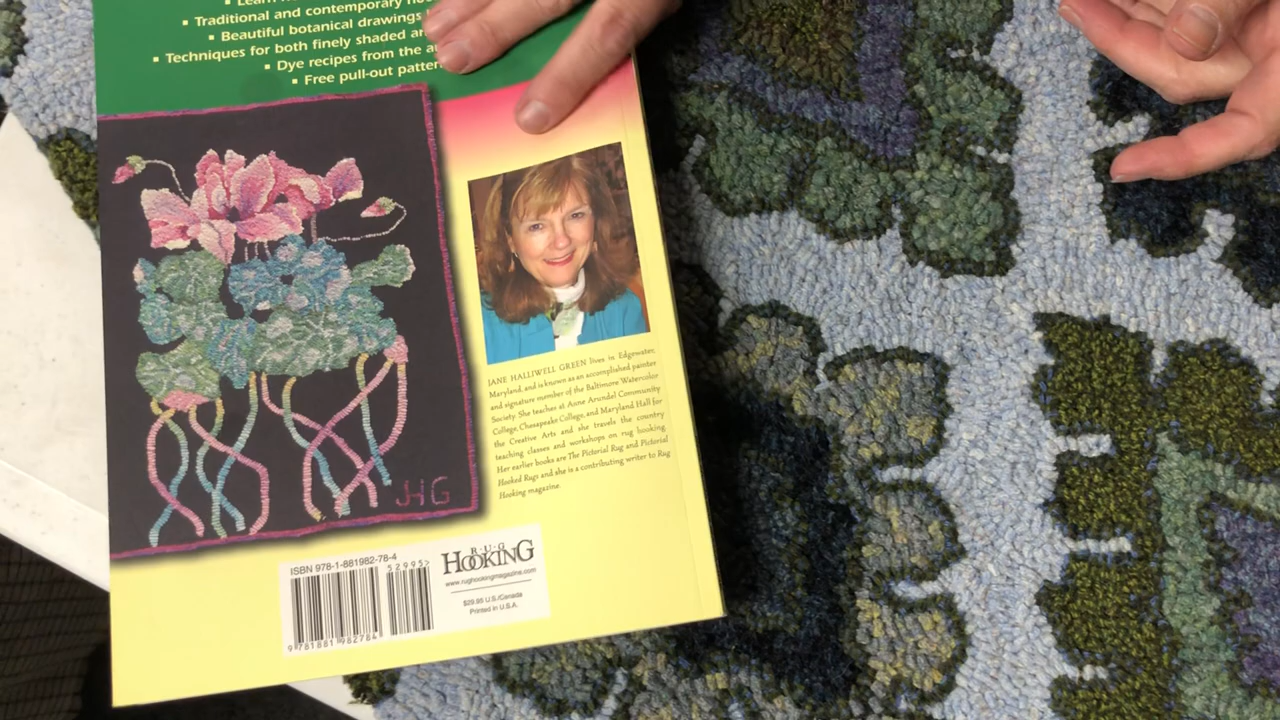 ▪ Learn
▪ Traditional and contemporary
▪ Beautiful botanical drawings
▪ Techniques for both finely shaded
▪ Dye recipes from the
▪ Free pull-out
JHG
JANE HALLIWELL GREEN lives in Edgewater,
Maryland, and is known as an accomplished painter
and signature member of the Baltimore Watercolor
Society. She teaches at Anne Arundel Community
College, Chesapeake College, and Maryland Hall for
the Creative Arts and she travels the country
teaching classes and workshops on rug hooking.
Her earlier books are The Pictorial Rug and Pictorial
Hooked Rugs and she is a contributing writer to Rug
Hooking magazine.
ISBN 978-1-881982-78-4
52995>
9 781881 982784
RUG
HOOKING
www.rughookingmagazine.com
$29.95 U.S./Canada
Printed in U.S.A.